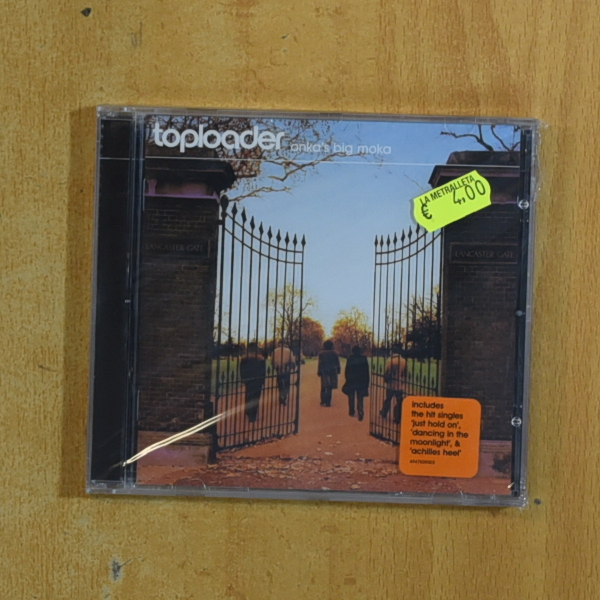 toploader onka's big moka
LA METRALLETA
€ 4,00
LANCASTER GATE
LANCASTER GATE
includes
the hit singles
'just hold on',
'dancing in the
moonlight', &
'achilles heel'